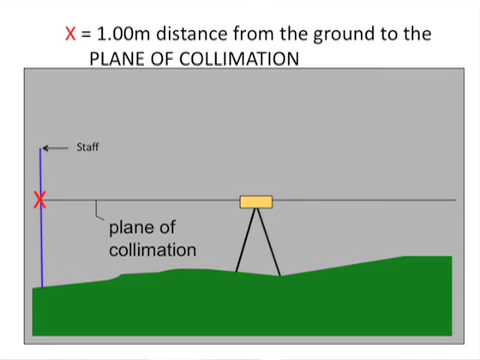 X = 1.00m distance from the ground to the
PLANE OF COLLIMATION
Staff
X
plane of
collimation